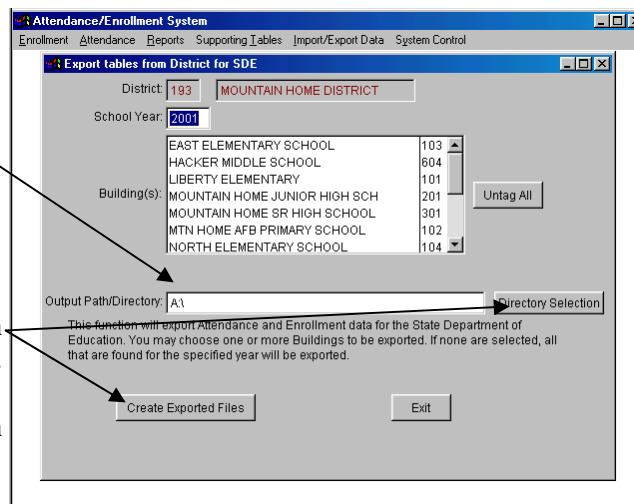 Attendance/Enrollment System
Enrollment Attendance Reports Supporting Tables Import/Export Data System Control
Export tables from District for SDE
District: 193 MOUNTAIN HOME DISTRICT
School Year: 2001
EAST ELEMENTARY SCHOOL 103
HACKER MIDDLE SCHOOL 604
LIBERTY ELEMENTARY 101
Building(s): MOUNTAIN HOME JUNIOR HIGH SCH 201 Untag All
MOUNTAIN HOME SR HIGH SCHOOL 301
MTN HOME AFB PRIMARY SCHOOL 102
NORTH ELEMENTARY SCHOOL 104
Output Path/Directory: A:\ Directory Selection
This function will export Attendance and Enrollment data for the State Department of
Education. You may choose one or more Buildings to be exported. If none are selected, all
that are found for the specified year will be exported.
Create Exported Files Exit